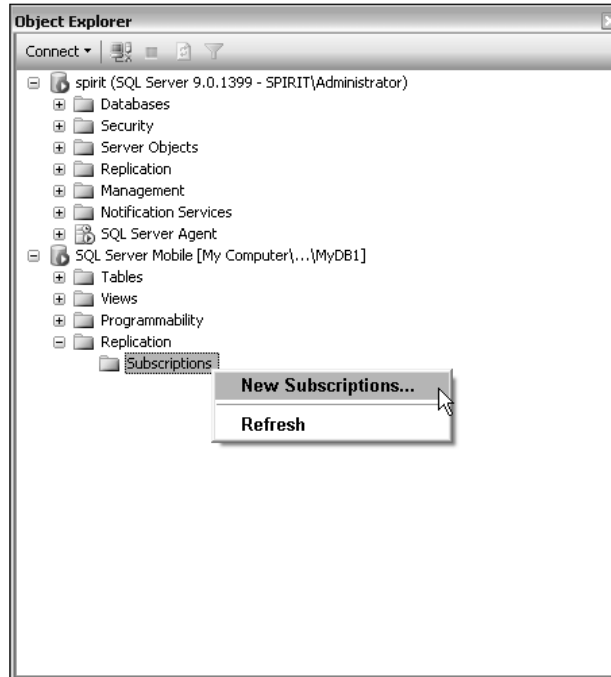 Object Explorer
Connect
spirit (SQL Server 9.0.1399 - SPIRIT\Administrator)
Databases
Security
Server Objects
Replication
Management
Notification Services
SQL Server Agent
SQL Server Mobile [My Computer\...\MyDB1]
Tables
Views
Programmability
Replication
Subscriptions
New Subscriptions...
Refresh